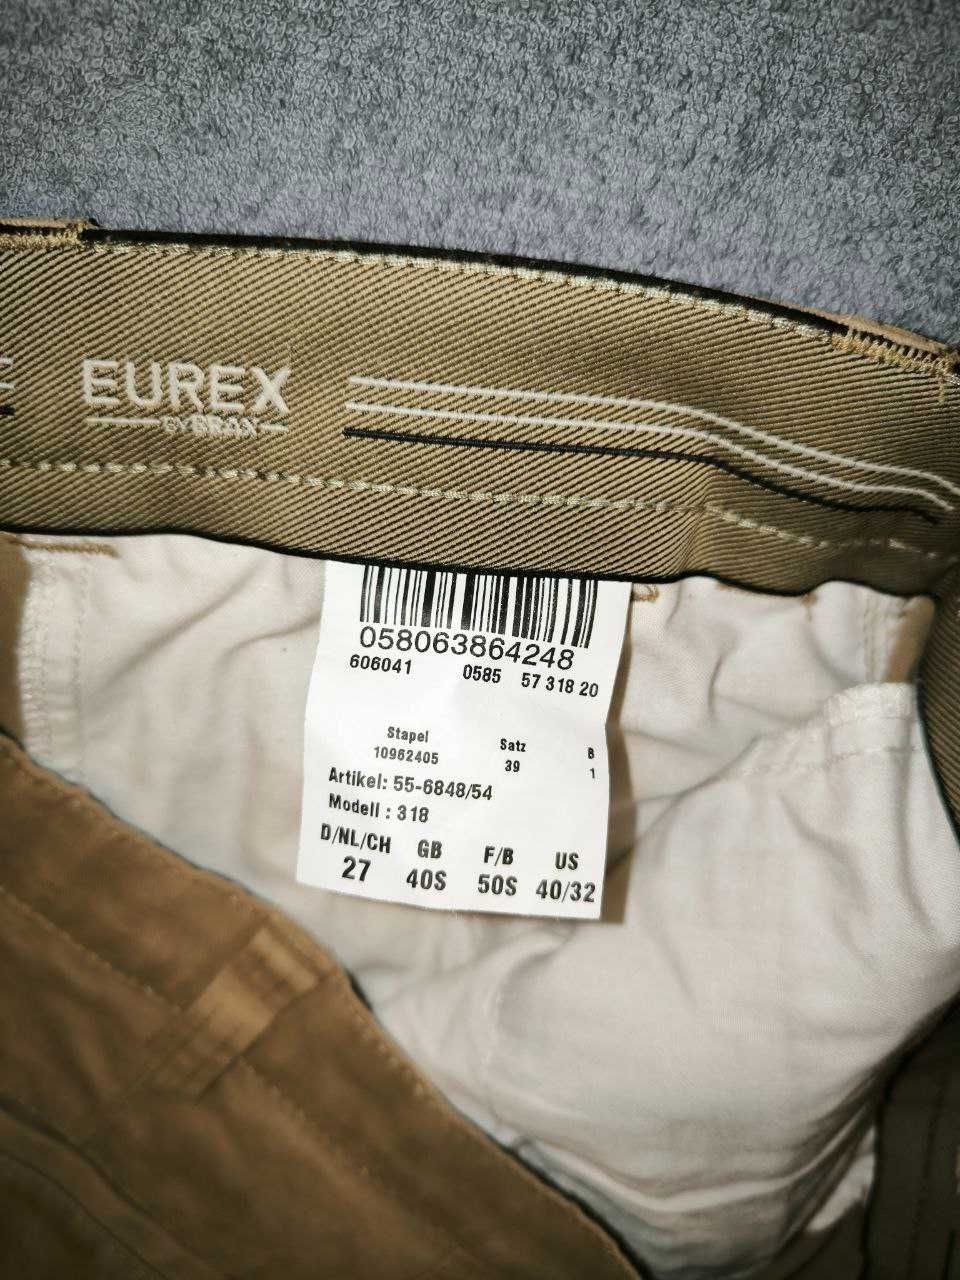 EUREX
BY BRAX
058063864248
606041 0585 57 318 20
Stapel Satz B
10962405 39 1
Artikel: 55-6848/54
Modell : 318
D/NL/CH GB F/B US
27 40S 50S 40/32